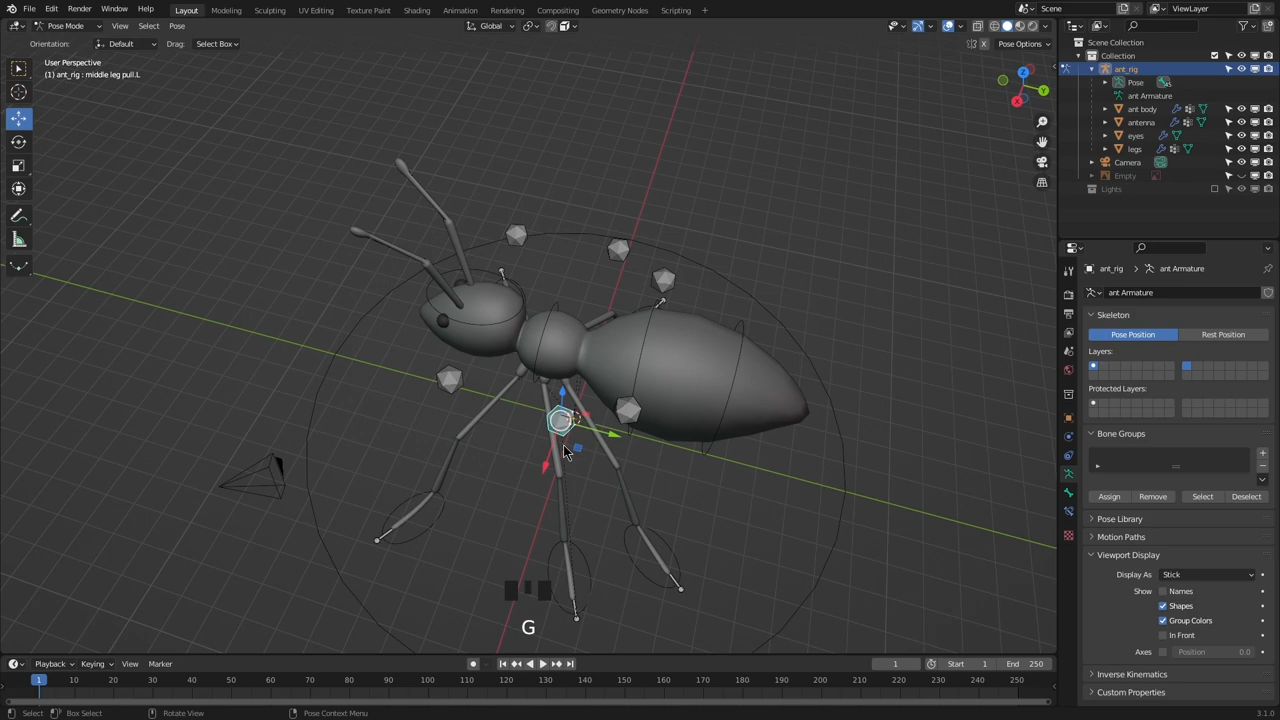 File Edit Render Window Help Layout Modeling Sculpting UV Editing Texture Paint Shading Animation Rendering Compositing Geometry Nodes Scripting + Scene ViewLayer
Pose Mode View Select Pose Global
Orientation: Default Drag: Select Box X Pose Options
User Perspective
(1) ant_rig : middle leg pull.L
Z
Y
X
Scene Collection
Collection
ant_rig
Pose
ant Armature
ant body
antenna
eyes
legs
Camera
Empty
Lights
ant_rig > ant Armature
ant Armature
Skeleton
Pose Position Rest Position
Layers:
Protected Layers:
Bone Groups
Assign Remove Select Deselect
Pose Library
Motion Paths
Viewport Display
Display As Stick
Show Names
Shapes
Group Colors
In Front
Axes Position 0.0
Inverse Kinematics
Custom Properties
G
Playback Keying View Marker 1 Start 1 End 250
1 10 20 30 40 50 60 70 80 90 100 110 120 130 140 150 160 170 180 190 200 210 220 230 240 250
Select Box Select Rotate View Pose Context Menu 3.1.0